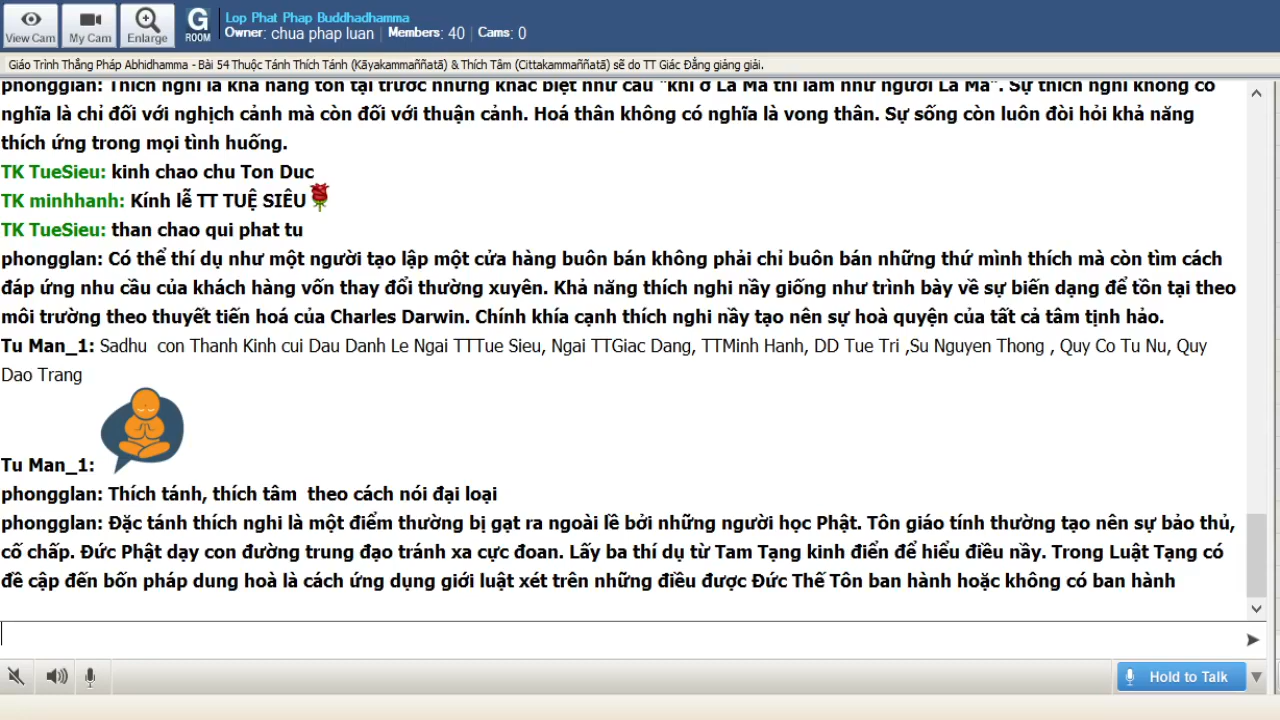 View Cam
My Cam
Enlarge
G
ROOM
Lop Phat Phap Buddhadhamma
Owner: chua phap luan | Members: 40 | Cams: 0
Giáo Trình Thắng Pháp Abhidhamma - Bài 54 Thuộc Tánh Thích Tánh (Kāyakammaññatā) & Thích Tâm (Cittakammaññatā) sẽ do TT Giác Đẳng giảng giải.
phongglan: Thích nghi là khả năng tồn tại trước những khác biệt như câu "khi ở La Mã thì làm như người La Mã". Sự thích nghi không có
nghĩa là chỉ đối với nghịch cảnh mà còn đối với thuận cảnh. Hoá thân không có nghĩa là vong thân. Sự sống còn luôn đòi hỏi khả năng
thích ứng trong mọi tình huống.
TK TueSieu: kinh chao chu Ton Duc
TK minhhanh: Kính lễ TT TUỆ SIÊU
TK TueSieu: than chao qui phat tu
phongglan: Có thể thí dụ như một người tạo lập một cửa hàng buôn bán không phải chỉ buôn bán những thứ mình thích mà còn tìm cách
đáp ứng nhu cầu của khách hàng vốn thay đổi thường xuyên. Khả năng thích nghi nầy giống như trình bày về sự biến dạng để tồn tại theo
môi trường theo thuyết tiến hoá của Charles Darwin. Chính khía cạnh thích nghi nầy tạo nên sự hoà quyện của tất cả tâm tịnh hảo.
Tu Man_1: Sadhu con Thanh Kinh cui Dau Danh Le Ngai TTTue Sieu, Ngai TTGiac Dang, TTMinh Hanh, DD Tue Tri ,Su Nguyen Thong , Quy Co Tu Nu, Quy
Dao Trang
Tu Man_1:
phongglan: Thích tánh, thích tâm theo cách nói đại loại
phongglan: Đặc tánh thích nghi là một điểm thường bị gạt ra ngoài lề bởi những người học Phật. Tôn giáo tính thường tạo nên sự bảo thủ,
cố chấp. Đức Phật dạy con đường trung đạo tránh xa cực đoan. Lấy ba thí dụ từ Tam Tạng kinh điển để hiểu điều nầy. Trong Luật Tạng có
đề cập đến bốn pháp dung hoà là cách ứng dụng giới luật xét trên những điều được Đức Thế Tôn ban hành hoặc không có ban hành
Hold to Talk